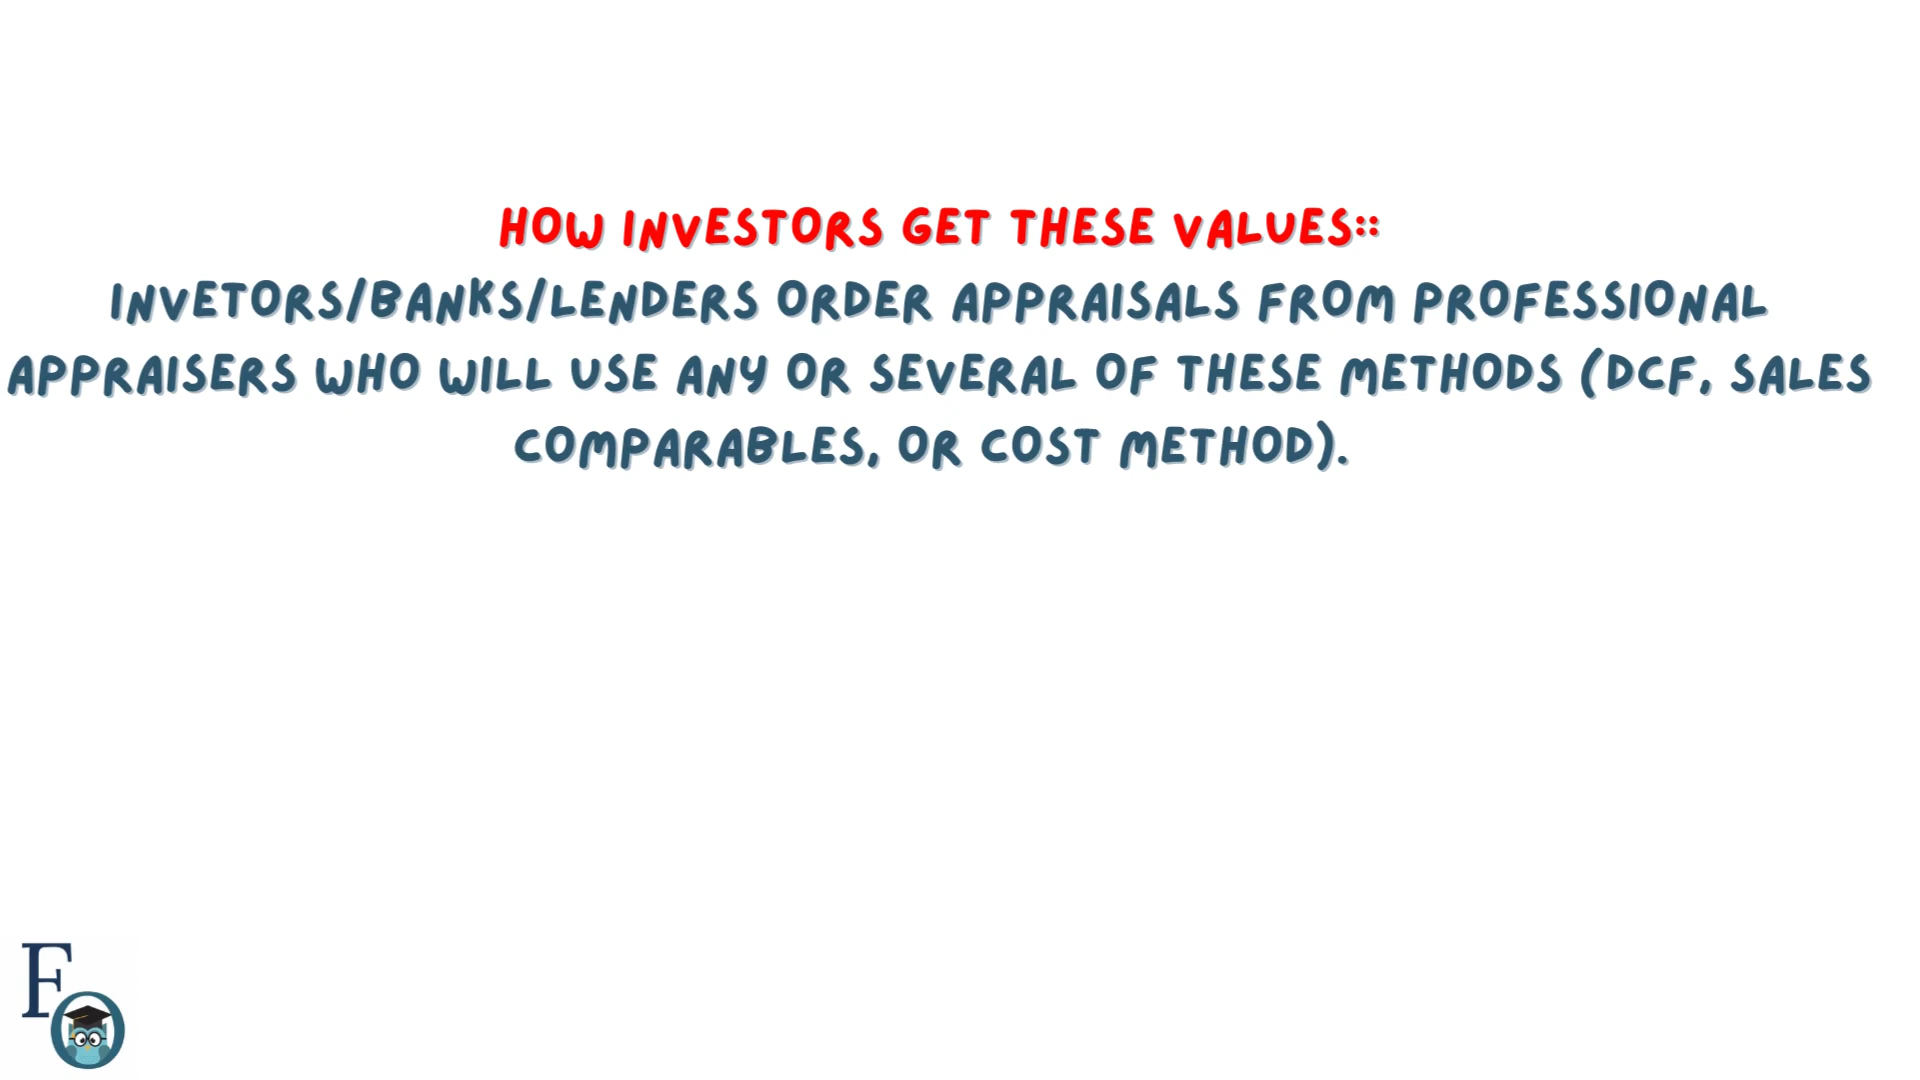 HOW INVESTORS GET THESE VALUES::
INVETORS/BANKS/LENDERS ORDER APPRAISALS FROM PROFESSIONAL
APPRAISERS WHO WILL USE ANY OR SEVERAL OF THESE METHODS (DCF, SALES
COMPARABLES, OR COST METHOD).
FO